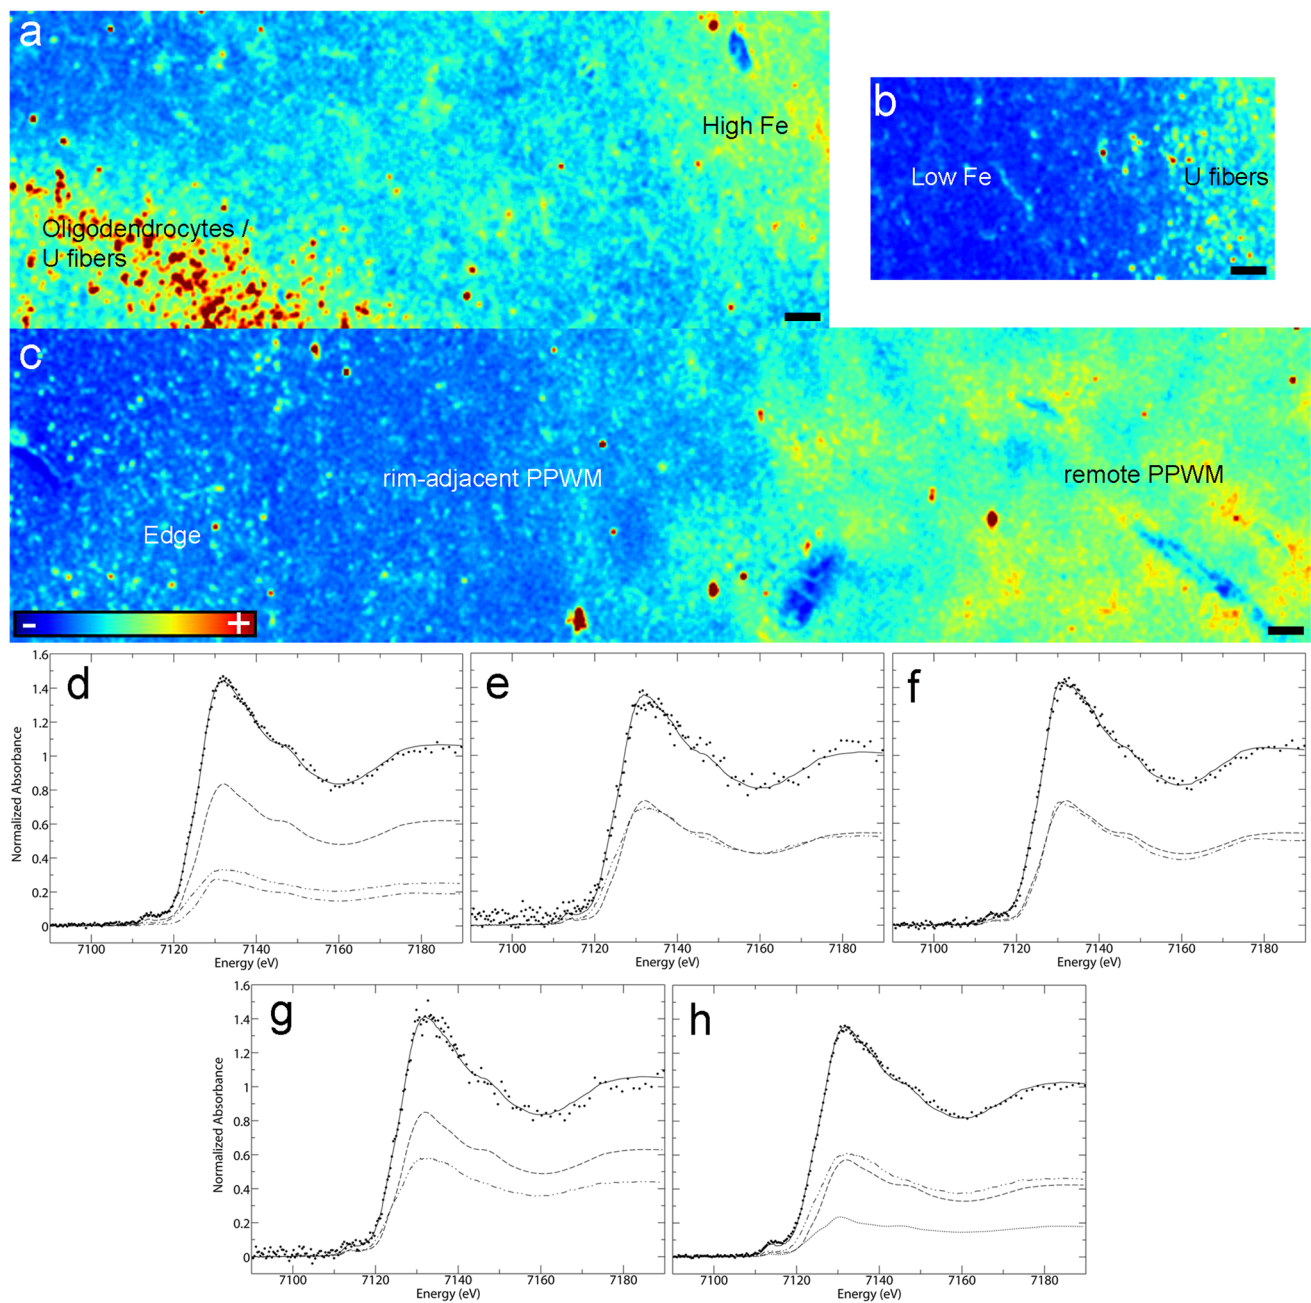 a
High Fe
Oligodendrocytes /
U fibers
b
Low Fe
U fibers
c
rim-adjacent PPWM
remote PPWM
Edge
- +
d
e
f
1.6
1.4
1.2
1
0.8
0.6
0.4
0.2
0
Normalized Absorbance
7100 7120 7140 7160 7180
7100 7120 7140 7160 7180
7100 7120 7140 7160 7180
Energy (eV)
Energy (eV)
Energy (eV)
g
h
1.6
1.4
1.2
1
0.8
0.6
0.4
0.2
0
Normalized Absorbance
7100 7120 7140 7160 7180
7100 7120 7140 7160 7180
Energy (eV)
Energy (eV)